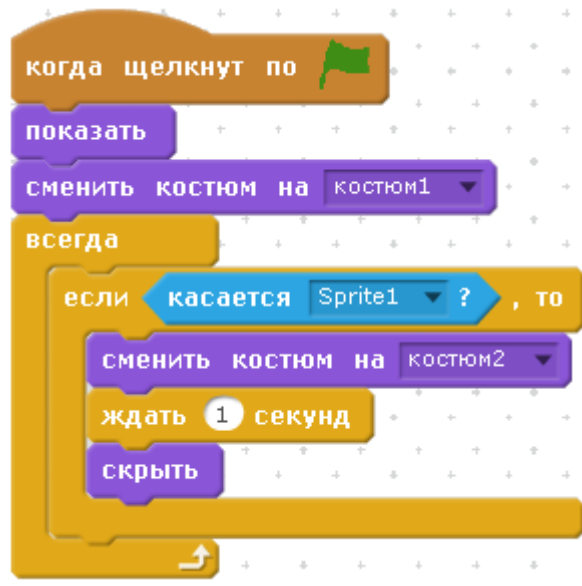 когда щелкнут по
показать
сменить костюм на костюм1
всегда
если касается Sprite1 ? , то
сменить костюм на костюм2
ждать 1 секунд
скрыть